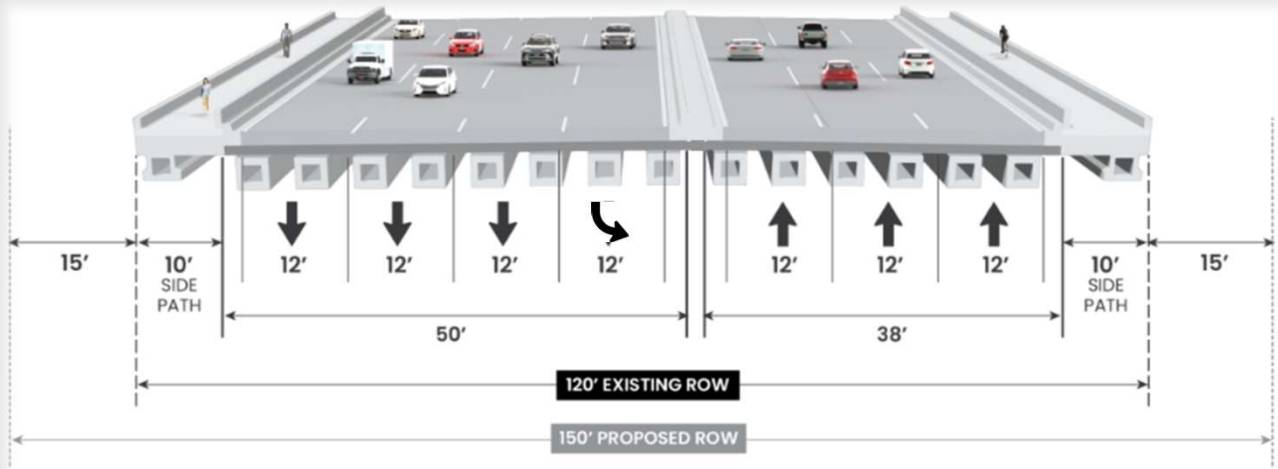 12’ 12’ 12’ 12’ 12’ 12’ 12’
15’ 10’ 10’ 15’
SIDE SIDE
PATH PATH
50’ 38’
120’ EXISTING ROW
150’ PROPOSED ROW